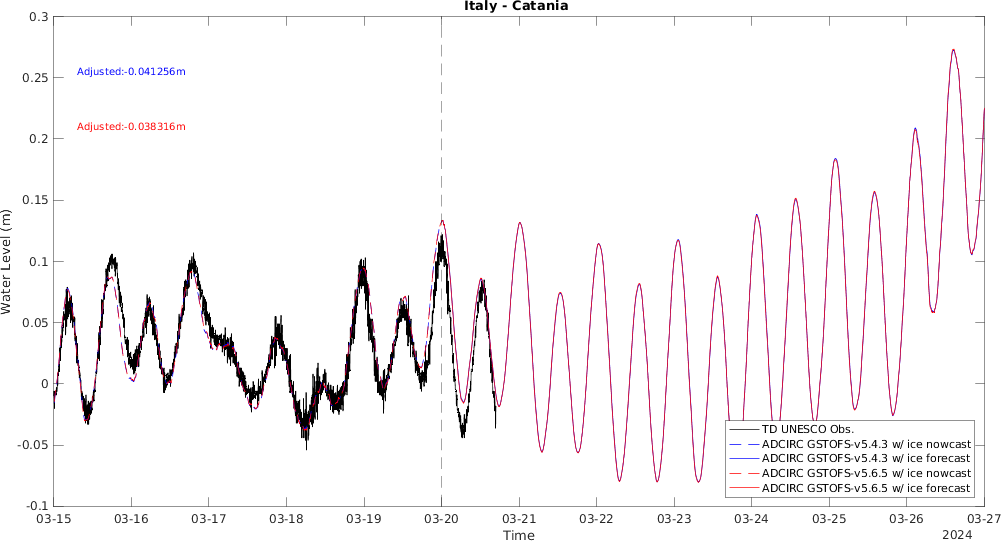 Italy - Catania
0.3
0.25
0.2
0.15
0.1
0.05
0
-0.05
-0.1
Water Level (m)
Adjusted:-0.041256m
Adjusted:-0.038316m
TD UNESCO Obs.
ADCIRC GSTOFS-v5.4.3 w/ ice nowcast
ADCIRC GSTOFS-v5.4.3 w/ ice forecast
ADCIRC GSTOFS-v5.6.5 w/ ice nowcast
ADCIRC GSTOFS-v5.6.5 w/ ice forecast
03-15 03-16 03-17 03-18 03-19 03-20 03-21 03-22 03-23 03-24 03-25 03-26 03-27
Time
2024